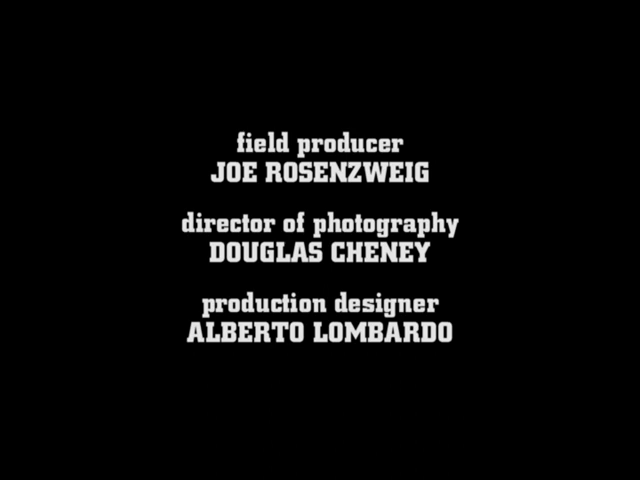 field producer
JOE ROSENZWEIG
director of photography
DOUGLAS CHENEY
production designer
ALBERTO LOMBARDO